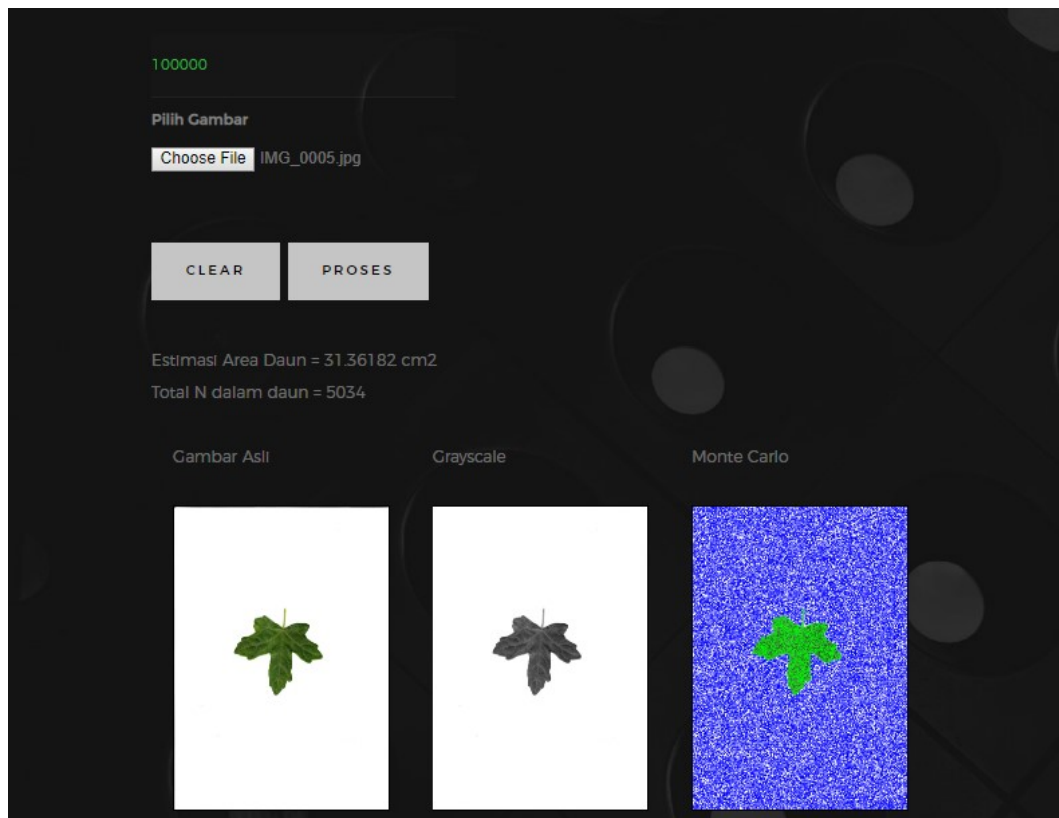 100000
Pilih Gambar
Choose File IMG_0005.jpg
CLEAR PROSES
Estimasi Area Daun = 31.36182 cm2
Total N dalam daun = 5034
Gambar Asli Grayscale Monte Carlo